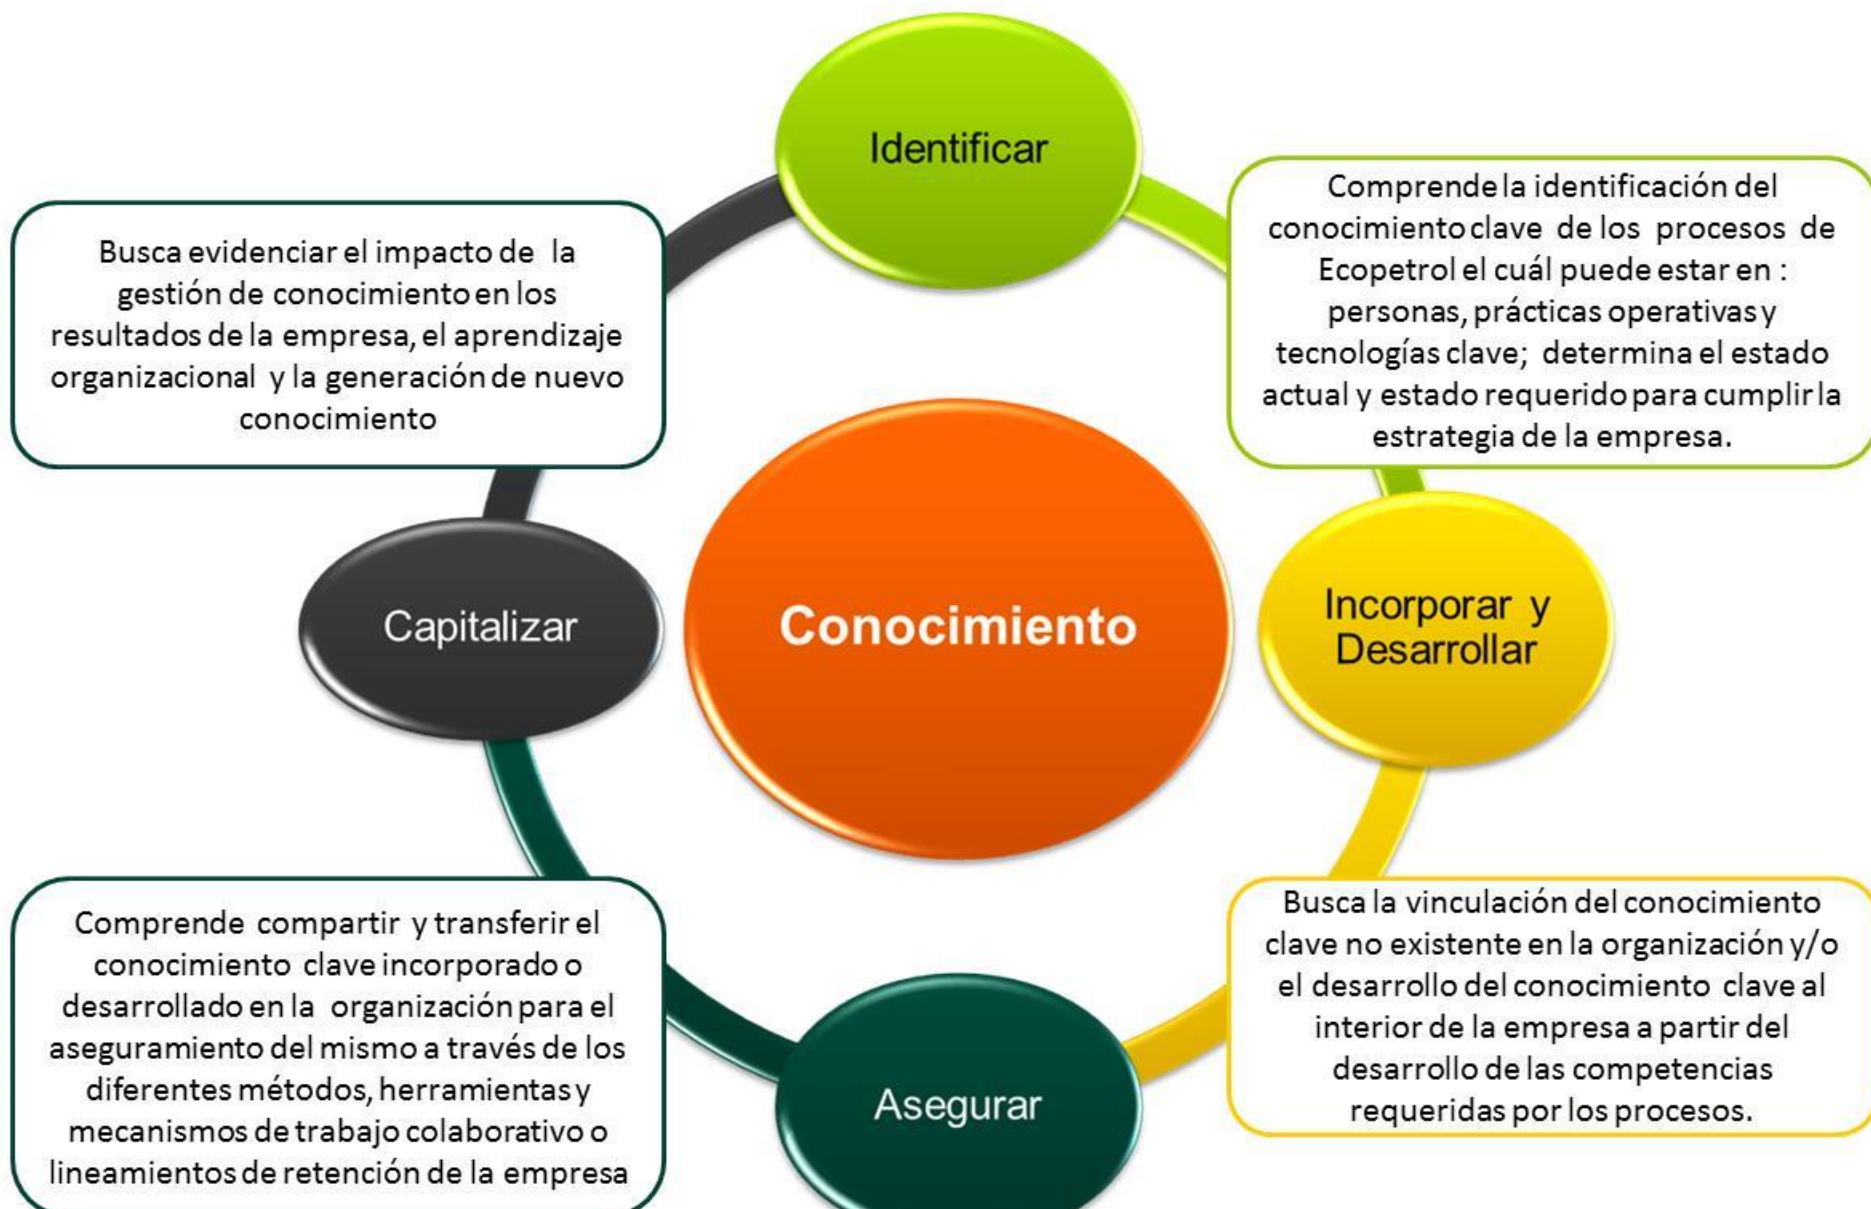 Identificar
Comprende la identificación del
conocimiento clave de los procesos de
Ecopetrol el cuál puede estar en :
personas, prácticas operativas y
tecnologías clave; determina el estado
actual y estado requerido para cumplir la
estrategia de la empresa.
Busca evidenciar el impacto de la
gestión de conocimiento en los
resultados de la empresa, el aprendizaje
organizacional y la generación de nuevo
conocimiento
Capitalizar
Conocimiento
Incorporar y
Desarrollar
Comprende compartir y transferir el
conocimiento clave incorporado o
desarrollado en la organización para el
aseguramiento del mismo a través de los
diferentes métodos, herramientas y
mecanismos de trabajo colaborativo o
lineamientos de retención de la empresa
Asegurar
Busca la vinculación del conocimiento
clave no existente en la organización y/o
el desarrollo del conocimiento clave al
interior de la empresa a partir del
desarrollo de las competencias
requeridas por los procesos.